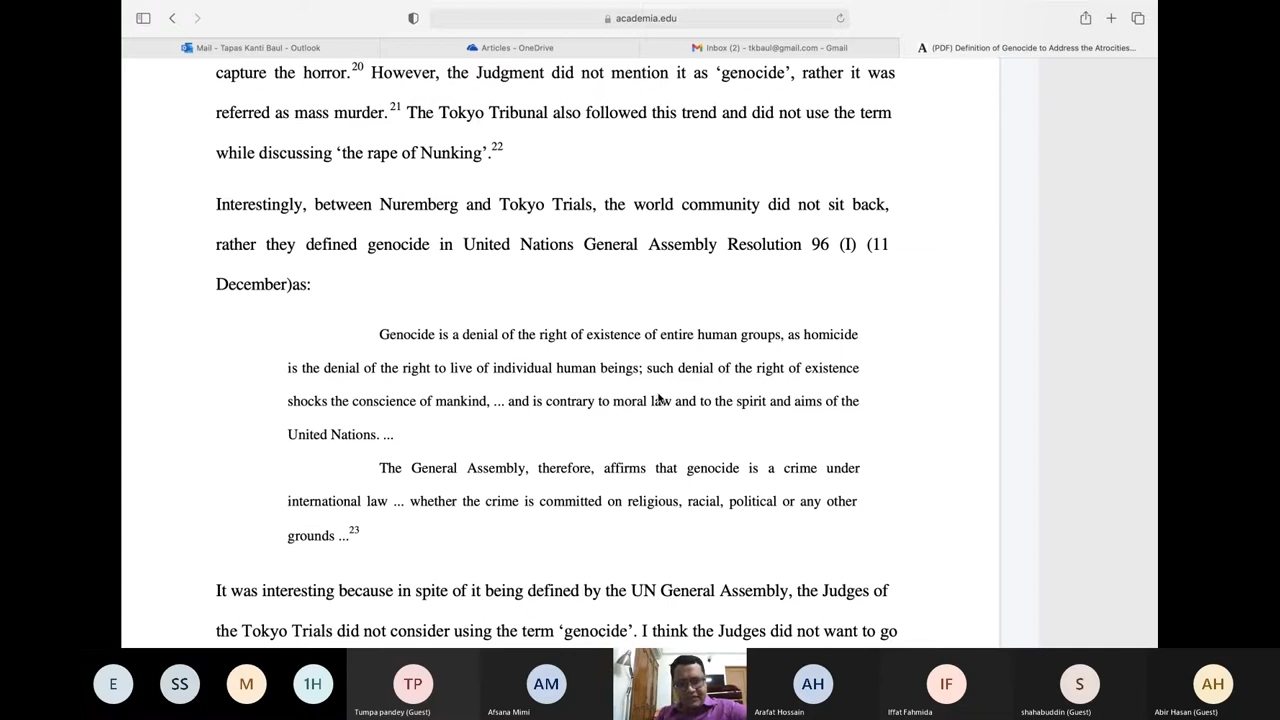 academia.edu
Mail - Tapas Kanti Baul - Outlook
Articles - OneDrive
Inbox (2) - tkbaul@gmail.com - Gmail
A (PDF) Definition of Genocide to Address the Atrocities...
capture the horror.20 However, the Judgment did not mention it as ‘genocide’, rather it was
referred as mass murder.21 The Tokyo Tribunal also followed this trend and did not use the term
while discussing ‘the rape of Nunking’.22
Interestingly, between Nuremberg and Tokyo Trials, the world community did not sit back,
rather they defined genocide in United Nations General Assembly Resolution 96 (I) (11
December)as:
Genocide is a denial of the right of existence of entire human groups, as homicide
is the denial of the right to live of individual human beings; such denial of the right of existence
shocks the conscience of mankind, ... and is contrary to moral law and to the spirit and aims of the
United Nations. ...
The General Assembly, therefore, affirms that genocide is a crime under
international law ... whether the crime is committed on religious, racial, political or any other
grounds ...23
It was interesting because in spite of it being defined by the UN General Assembly, the Judges of
the Tokyo Trials did not consider using the term ‘genocide’. I think the Judges did not want to go
E
SS
M
1H
TP
AM
AH
IF
S
AH
Tumpa pandey (Guest)
Afsana Mimi
Arafat Hossain
Iffat Fahmida
shahabuddin (Guest)
Abir Hasan (Guest)